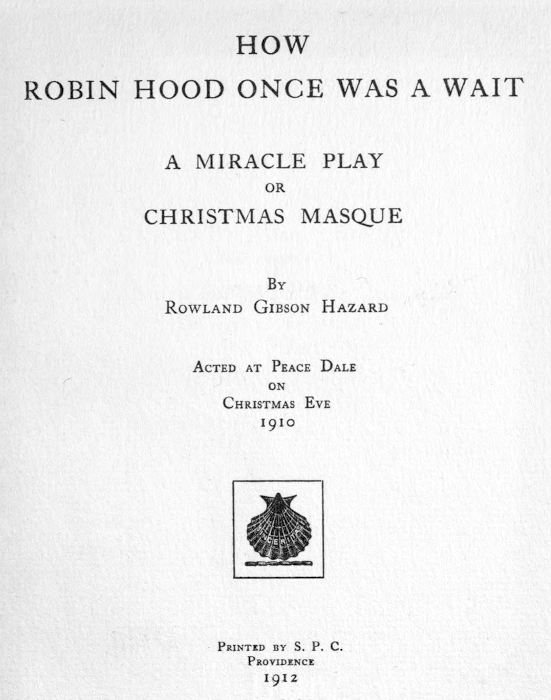 HOW
ROBIN HOOD ONCE WAS A WAIT
A MIRACLE PLAY
OR
CHRISTMAS MASQUE
By
Rowland Gibson Hazard
Acted at Peace Dale
on
Christmas Eve
1910
Printed by S. P. C.
Providence
1912